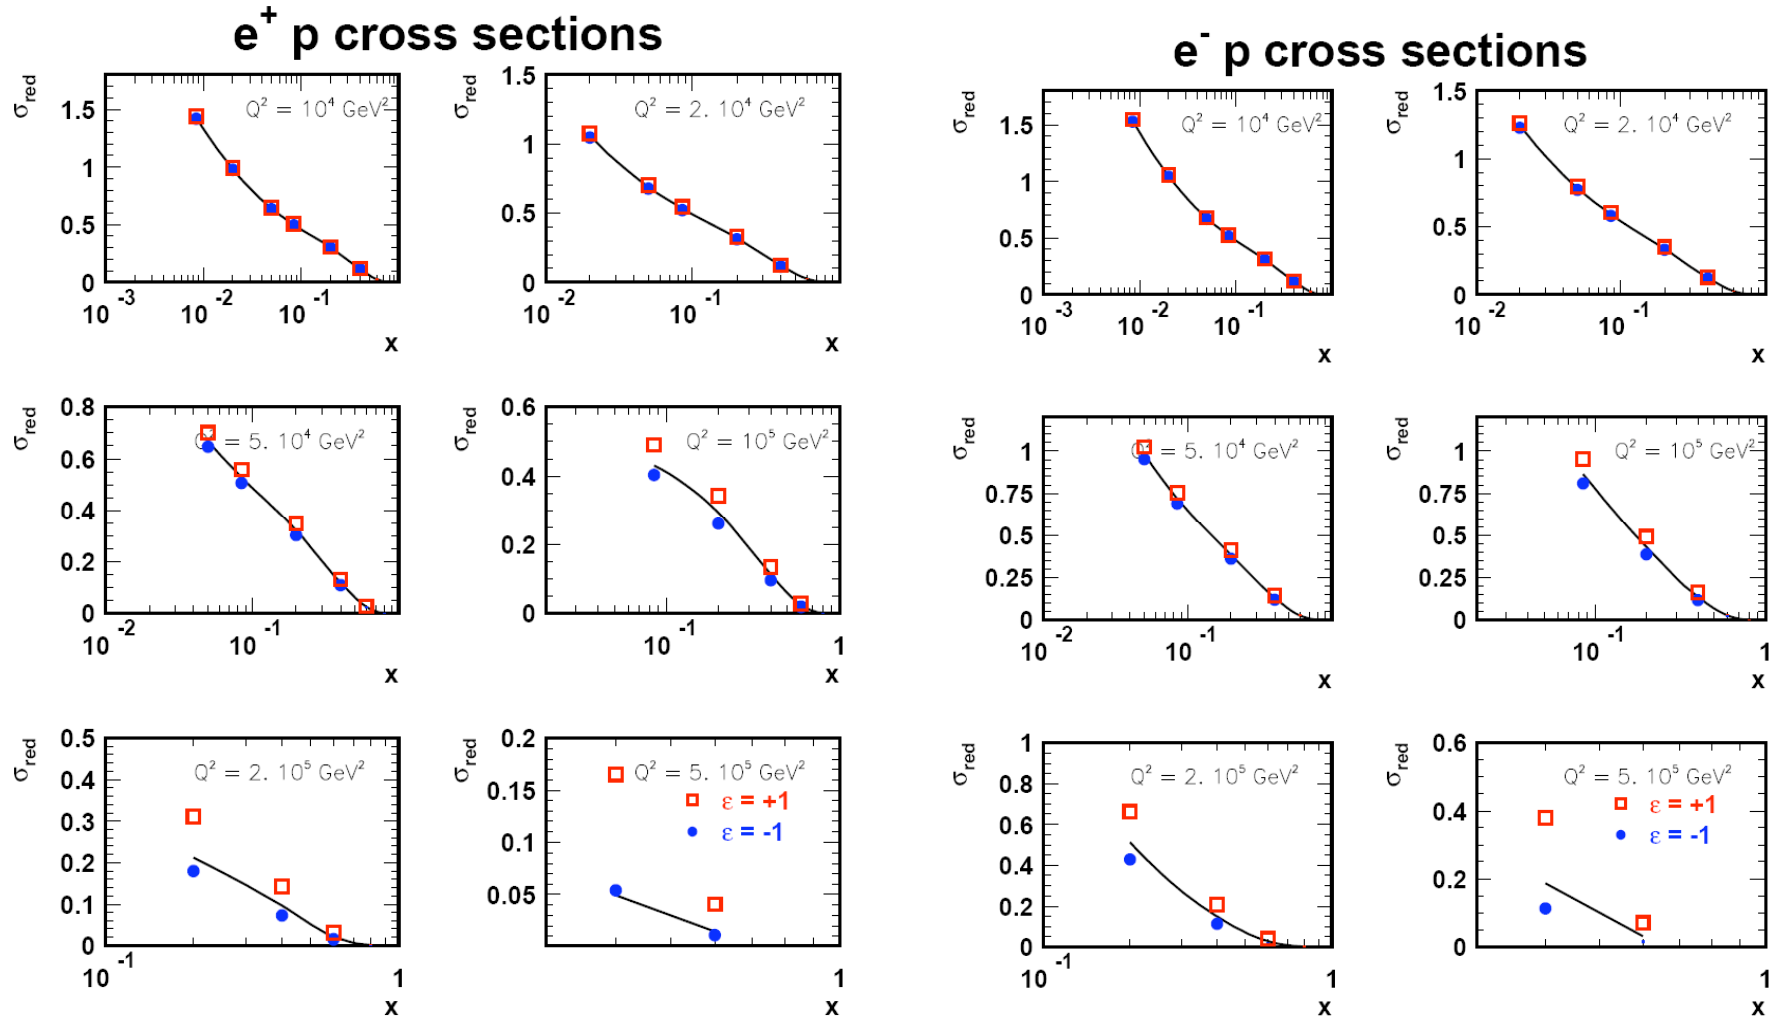 e+ p cross sections
e- p cross sections
σred
1.5
1
0.5
0
10-3
10-2
10-1
x
Q2 = 104 GeV2
σred
1.5
1
0.5
0
10-2
10-1
x
Q2 = 2. 104 GeV2
σred
1.5
1
0.5
0
10-3
10-2
10-1
x
Q2 = 104 GeV2
σred
1.5
1
0.5
0
10-2
10-1
x
Q2 = 2. 104 GeV2
σred
0.8
0.6
0.4
0.2
0
10-2
10-1
x
Q2 = 5. 104 GeV2
σred
0.6
0.4
0.2
0
10-1
1
x
Q2 = 105 GeV2
σred
1
0.75
0.5
0.25
0
10-2
10-1
x
Q2 = 5. 104 GeV2
σred
1
0.75
0.5
0.25
0
10-1
1
x
Q2 = 105 GeV2
σred
0.5
0.4
0.3
0.2
0.1
0
10-1
1
x
Q2 = 2. 105 GeV2
σred
0.2
0.15
0.1
0.05
1
x
Q2 = 5. 105 GeV2
ε = +1
ε = -1
σred
1
0.8
0.6
0.4
0.2
0
10-1
1
x
Q2 = 2. 105 GeV2
σred
0.6
0.4
0.2
0
1
x
Q2 = 5. 105 GeV2
ε = +1
ε = -1